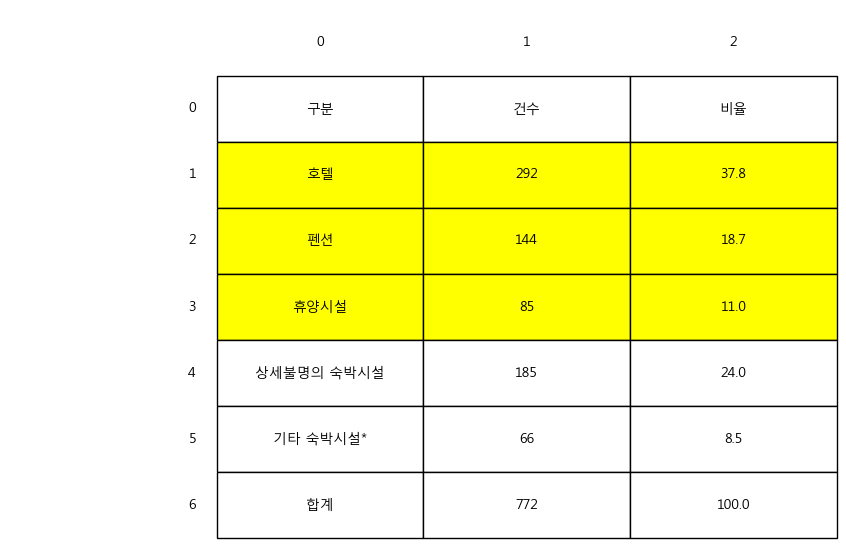 0 1 2
0 구분 건수 비율
1 호텔 292 37.8
2 펜션 144 18.7
3 휴양시설 85 11.0
4 상세불명의 숙박시설 185 24.0
5 기타 숙박시설* 66 8.5
6 합계 772 100.0